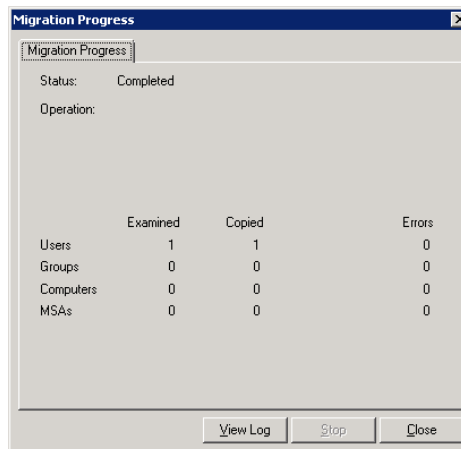 Migration Progress
Migration Progress
Status: Completed
Operation:
Examined Copied Errors
Users 1 1 0
Groups 0 0 0
Computers 0 0 0
MSAs 0 0 0
View Log Stop Close